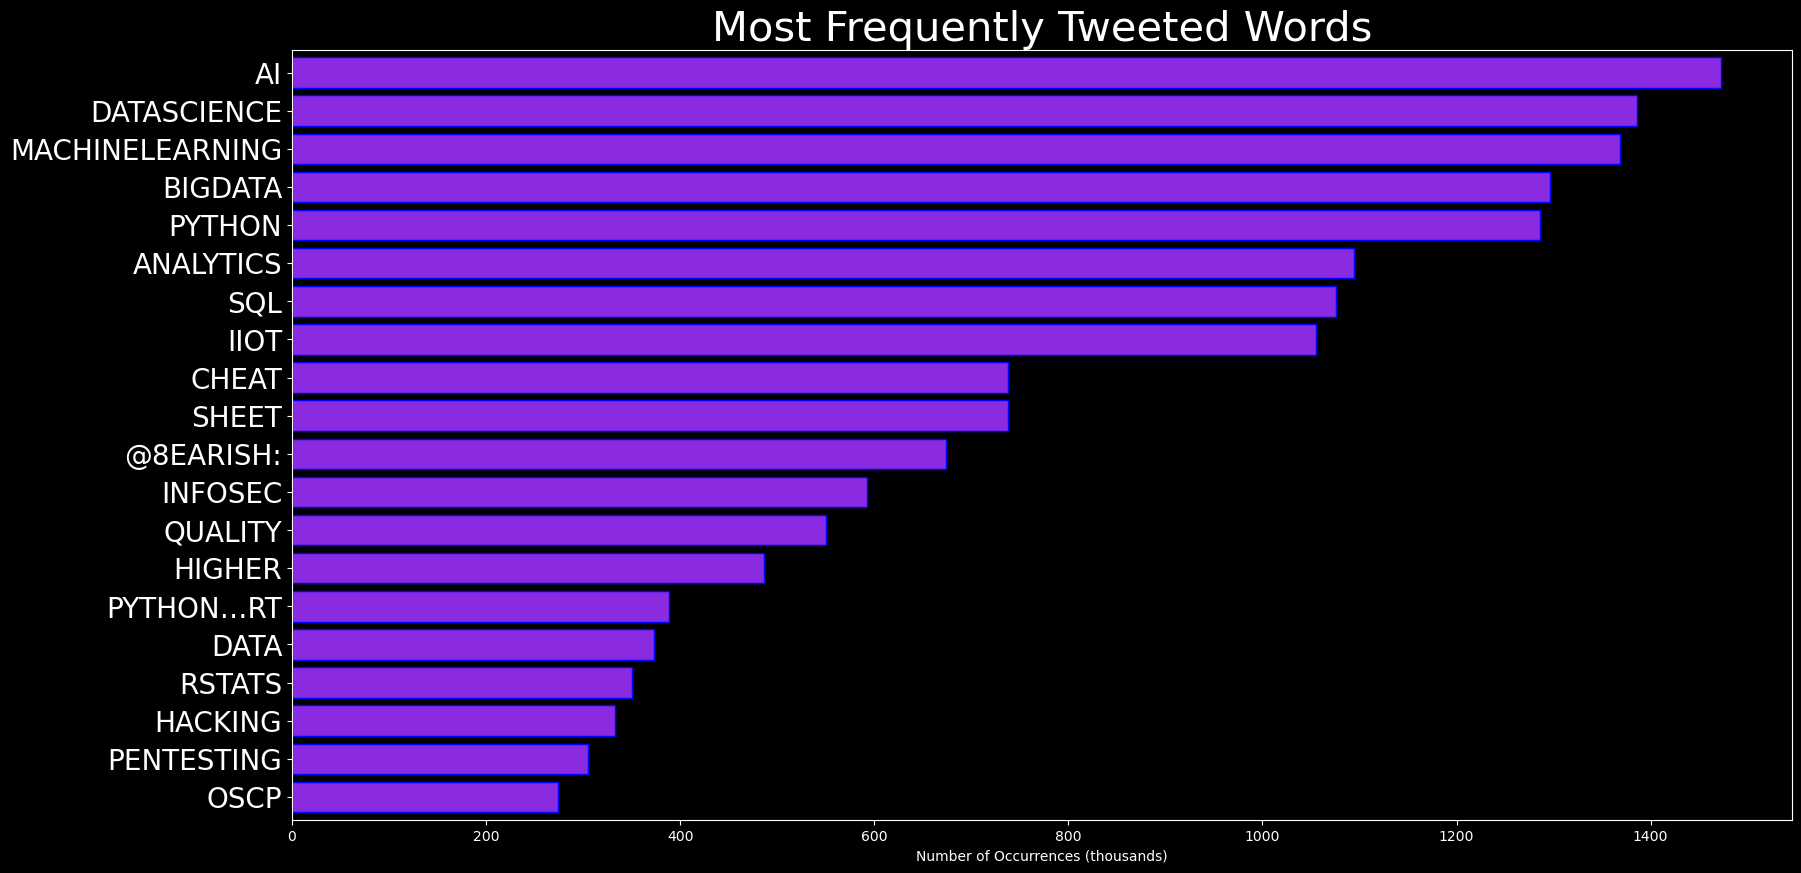 Most Frequently Tweeted Words
AI
DATASCIENCE
MACHINELEARNING
BIGDATA
PYTHON
ANALYTICS
SQL
IIOT
CHEAT
SHEET
@8EARISH:
INFOSEC
QUALITY
HIGHER
PYTHON…RT
DATA
RSTATS
HACKING
PENTESTING
OSCP
0 200 400 600 800 1000 1200 1400
Number of Occurrences (thousands)